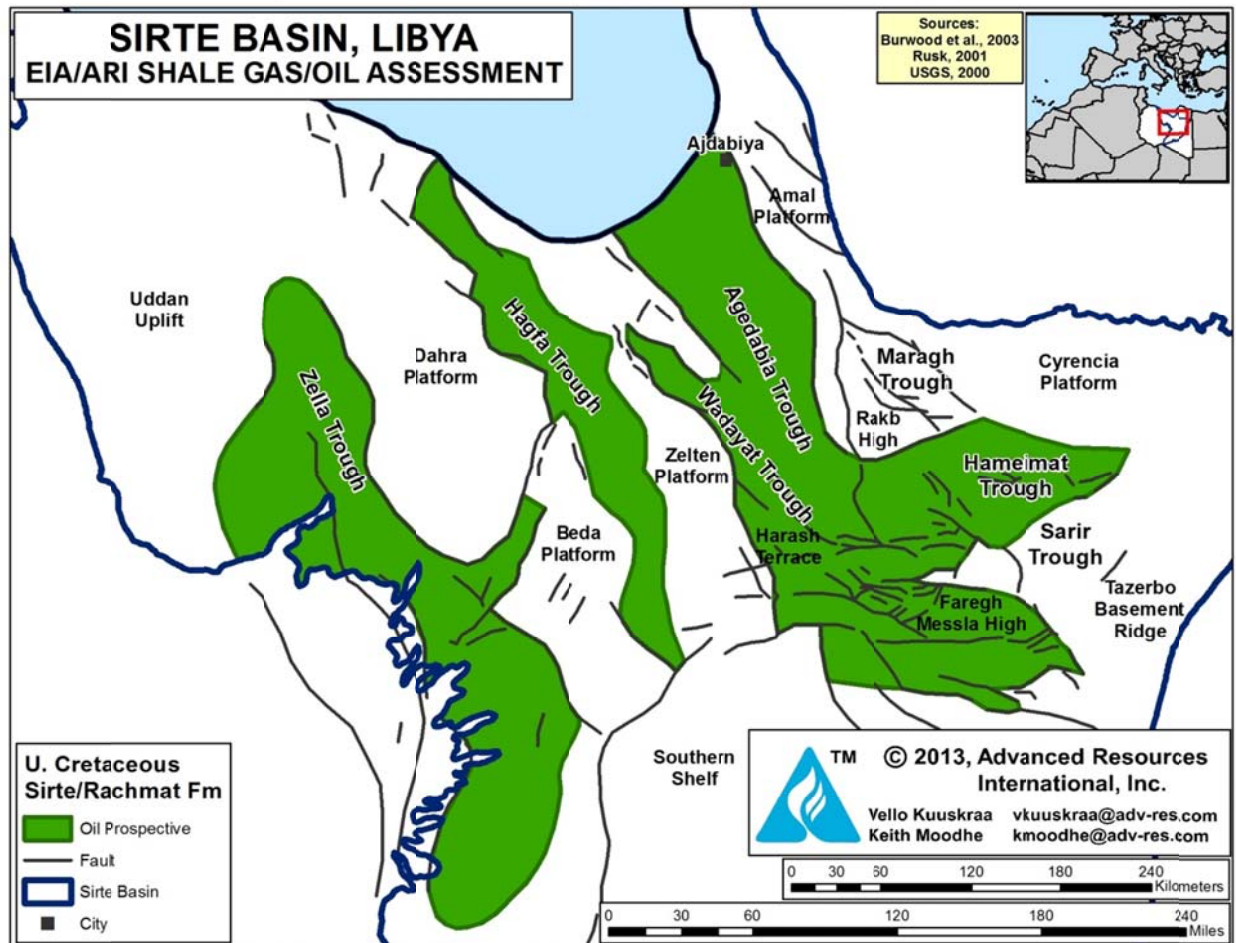 SIRTE BASIN, LIBYA
EIA/ARI SHALE GAS/OIL ASSESSMENT
Sources:
Burwood et al., 2003
Rusk, 2001
USGS, 2000
Ajdabiya
Amal
Platform
Uddan
Uplift
Dahra
Platform
Hagfa Trough
Agedabia Trough
Maragh
Trough
Cyrencia
Platform
Zella Trough
Wadayat Trough
Rakb
High
Zelten
Platform
Hameimat
Trough
Beda
Platform
Harash
Terrace
Sarir
Trough
Faregh
Messla High
Tazerbo
Basement
Ridge
Southern
Shelf
U. Cretaceous
Sirte/Rachmat Fm
Oil Prospective
Fault
Sirte Basin
City
TM
© 2013, Advanced Resources
International, Inc.
Vello Kuuskraa vkuuskraa@adv-res.com
Keith Moodhe kmoodhe@adv-res.com
0 30 60 120 180 240
Kilometers
0 30 60 120 180 240
Miles